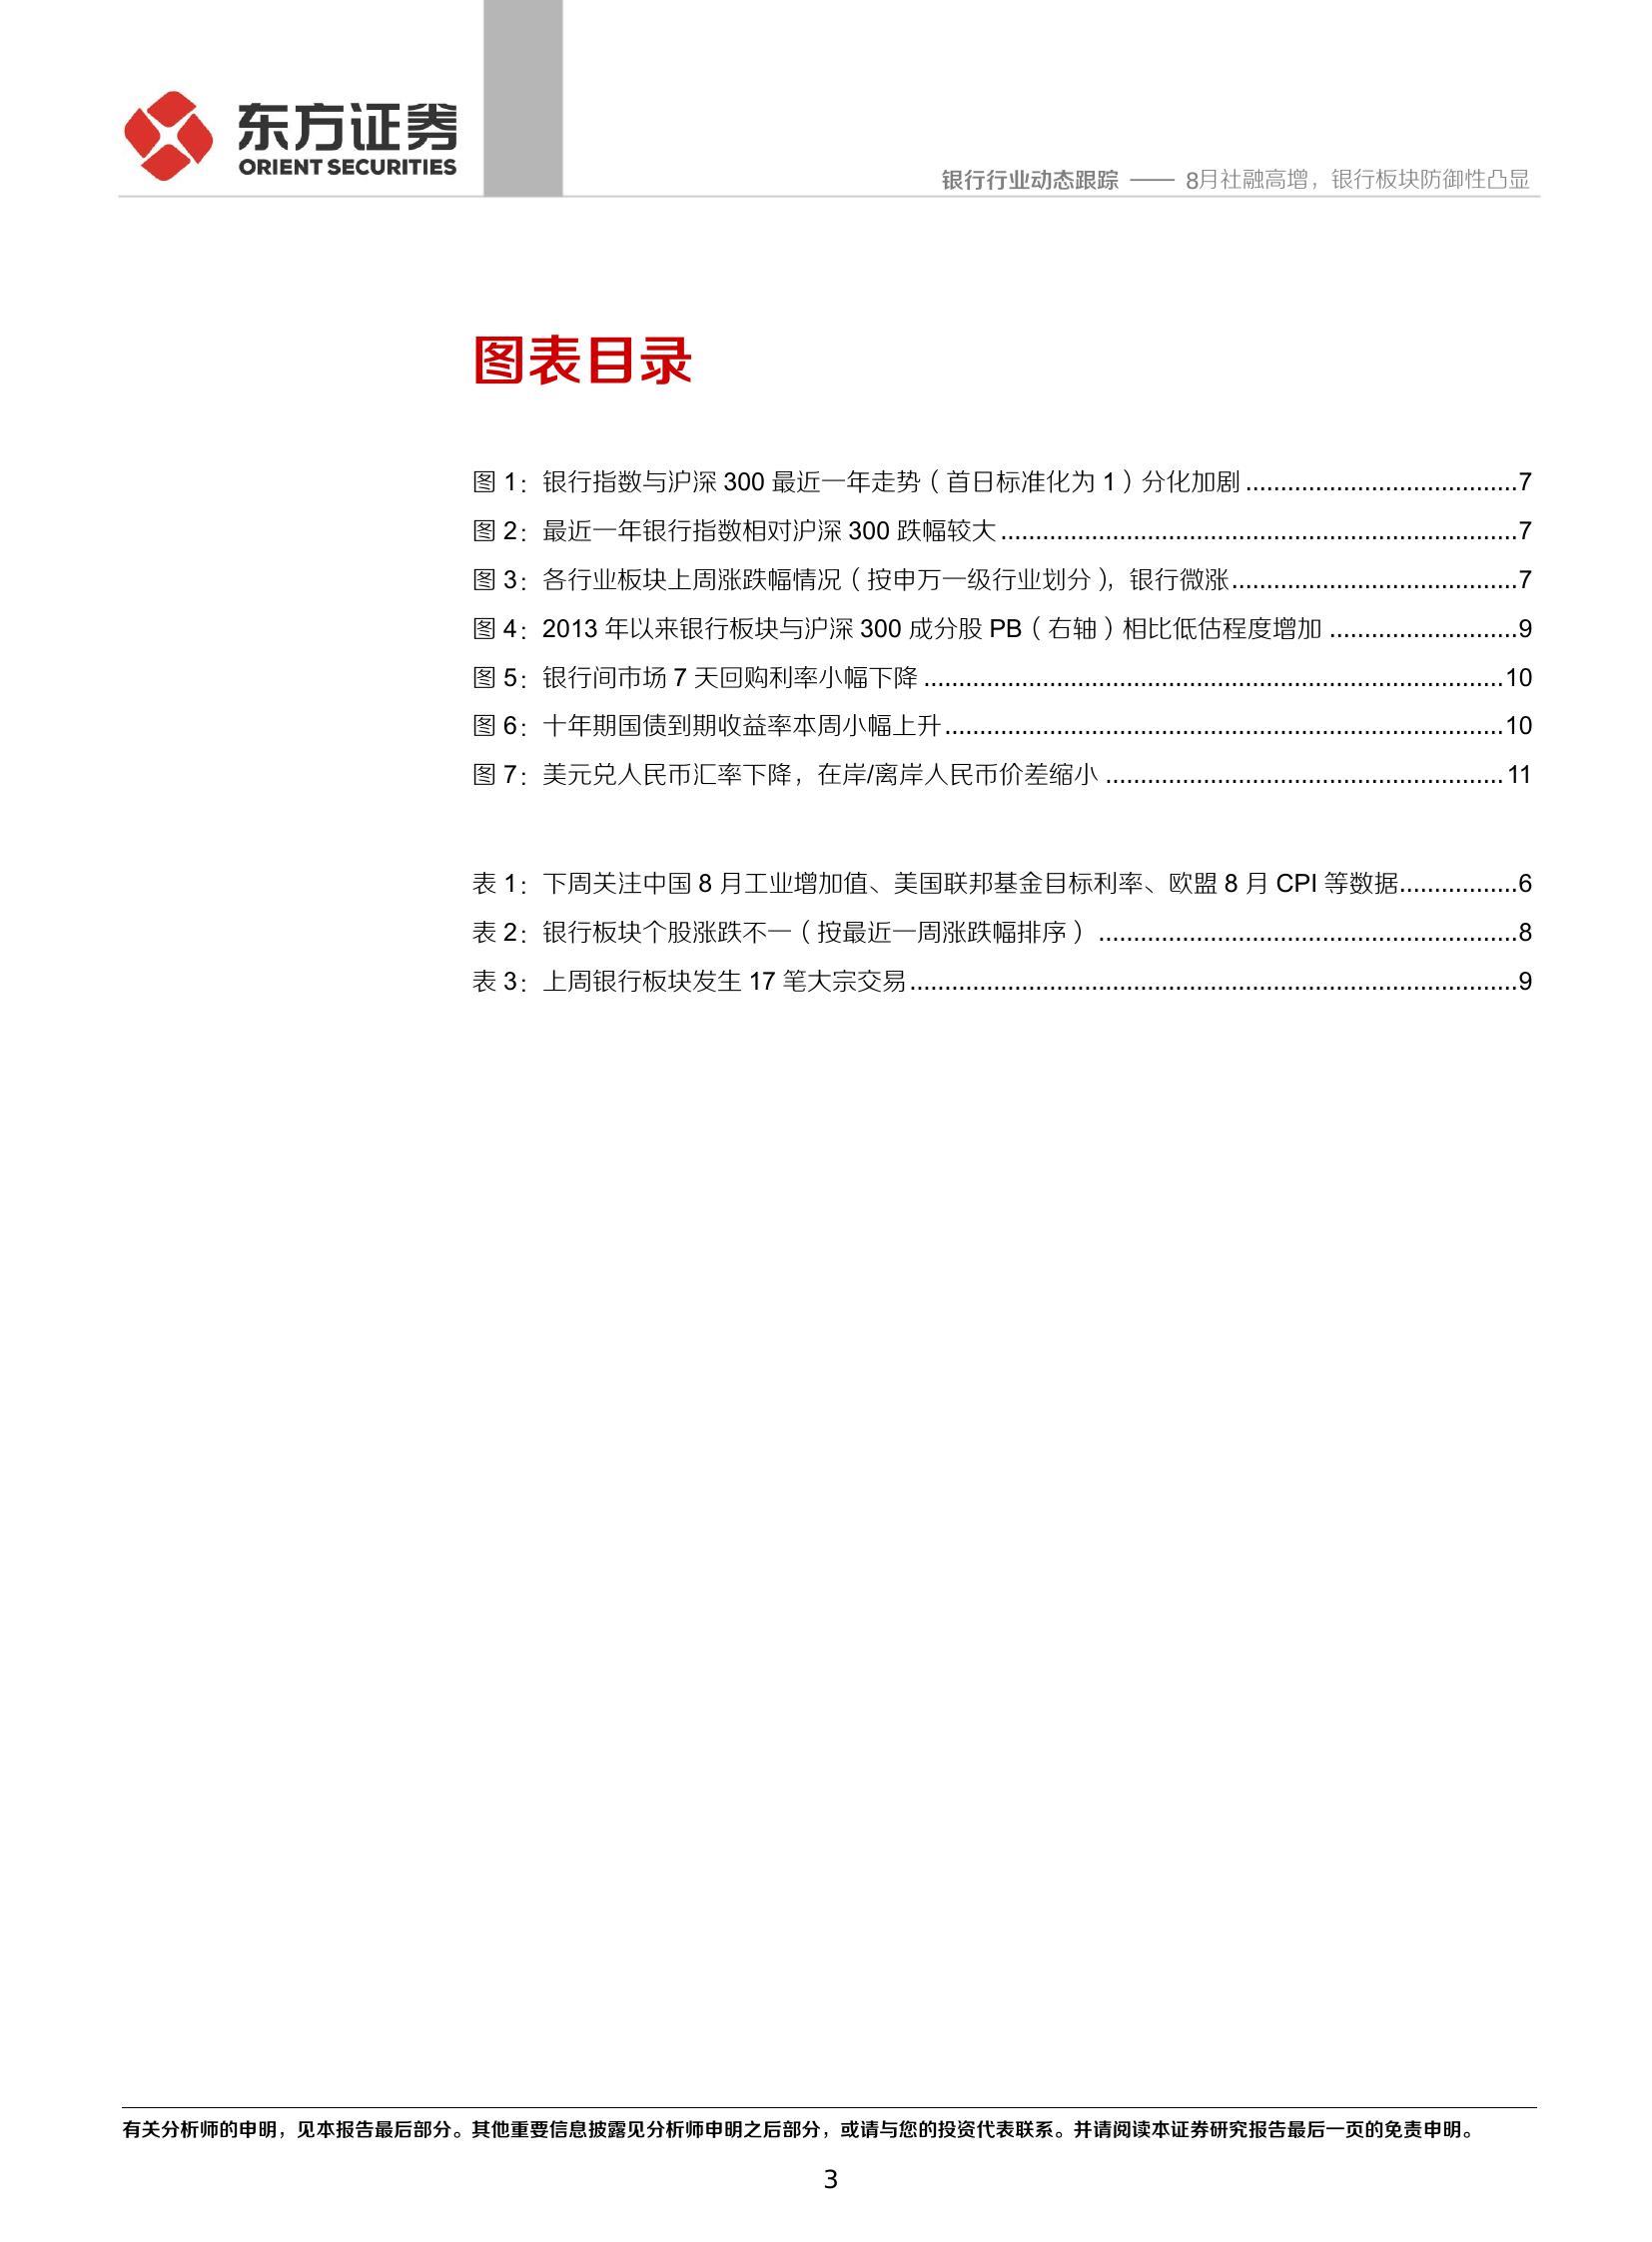 东方证券
ORIENT SECURITIES
银行行业动态跟踪 —— 8月社融高增，银行板块防御性凸显
图表目录
图 1：银行指数与沪深 300 最近一年走势（首日标准化为 1）分化加剧.......................................7
图 2：最近一年银行指数相对沪深 300 跌幅较大..........................................................................7
图 3：各行业板块上周涨跌幅情况（按申万一级行业划分），银行微涨.........................................7
图 4：2013 年以来银行板块与沪深 300 成分股 PB（右轴）相比低估程度增加...........................9
图 5：银行间市场 7 天回购利率小幅下降...................................................................................10
图 6：十年期国债到期收益率本周小幅上升................................................................................10
图 7：美元兑人民币汇率下降，在岸/离岸人民币价差缩小.........................................................11
表 1：下周关注中国 8 月工业增加值、美国联邦基金目标利率、欧盟 8 月 CPI 等数据.................6
表 2：银行板块个股涨跌不一（按最近一周涨跌幅排序）............................................................8
表 3：上周银行板块发生 17 笔大宗交易.......................................................................................9
有关分析师的申明，见本报告最后部分。其他重要信息披露见分析师申明之后部分，或请与您的投资代表联系。并请阅读本证券研究报告最后一页的免责申明。
3